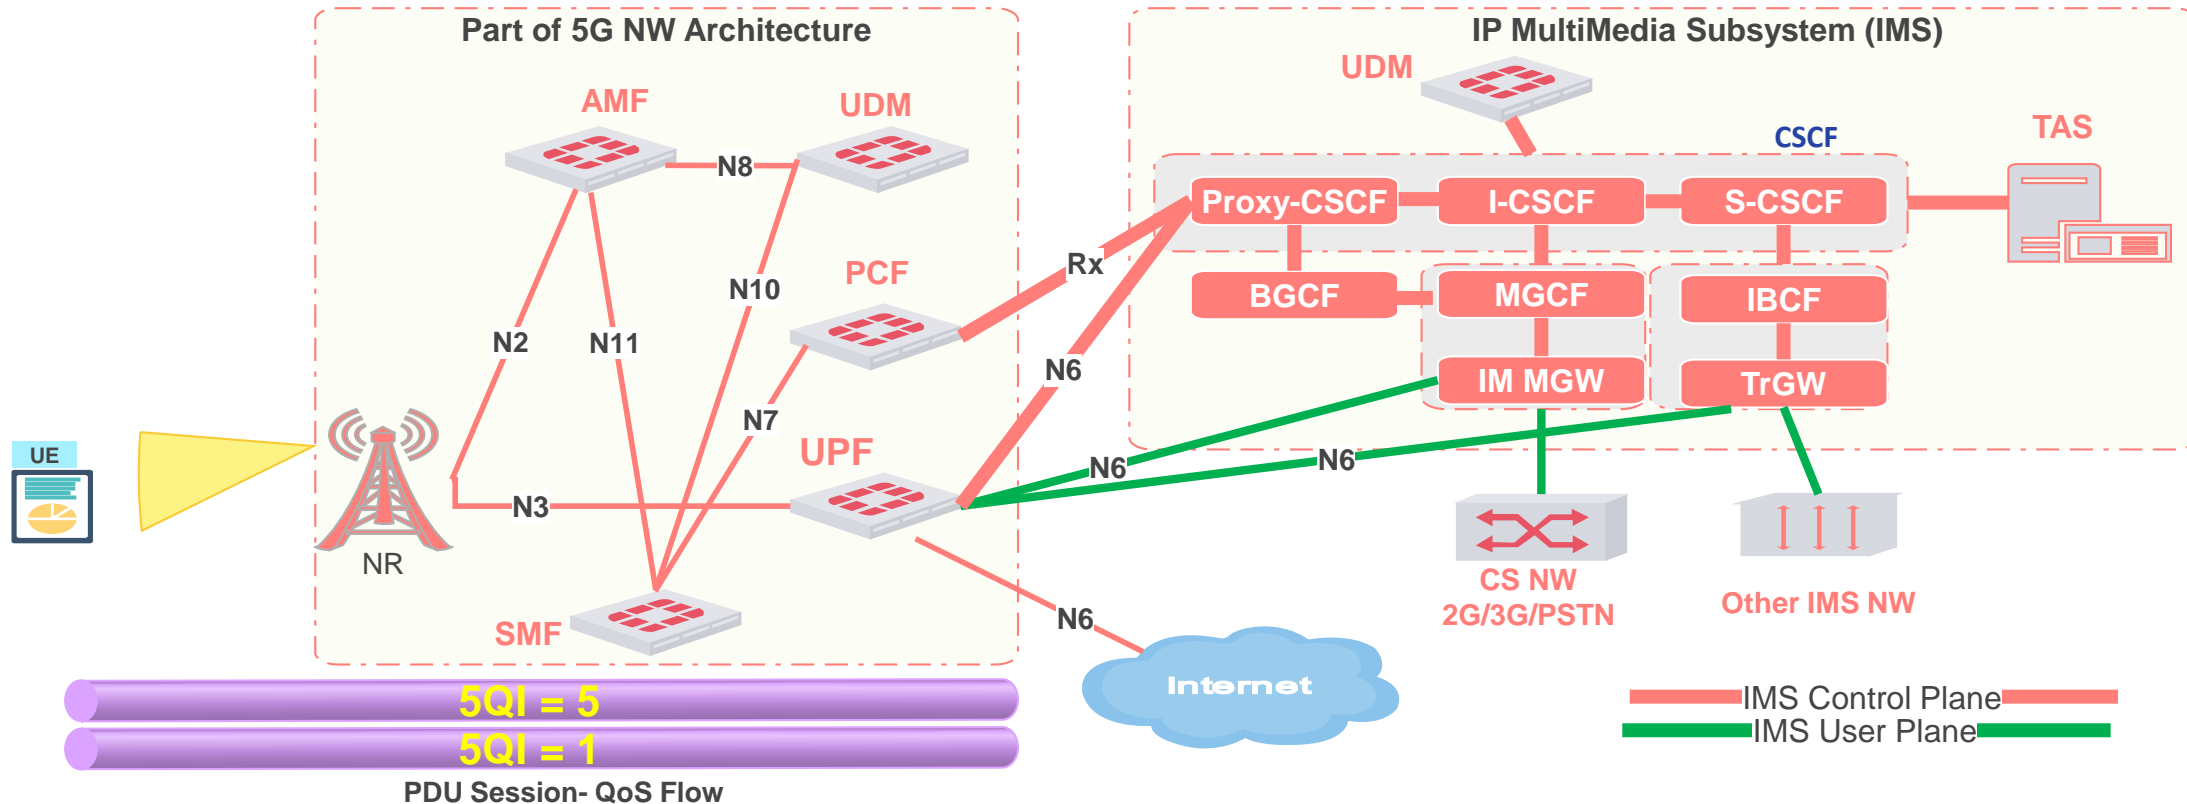 Part of 5G NW Architecture
IP MultiMedia Subsystem (IMS)
UDM
AMF
UDM
CSCF
TAS
N8
Proxy-CSCF
I-CSCF
S-CSCF
PCF
Rx
N10
BGCF
MGCF
IBCF
N2
N11
N6
IM MGW
TrGW
N7
UE
UPF
N6
N6
N3
NR
CS NW
2G/3G/PSTN
Other IMS NW
SMF
N6
Internet
5QI = 5
IMS Control Plane
IMS User Plane
5QI = 1
PDU Session- QoS Flow